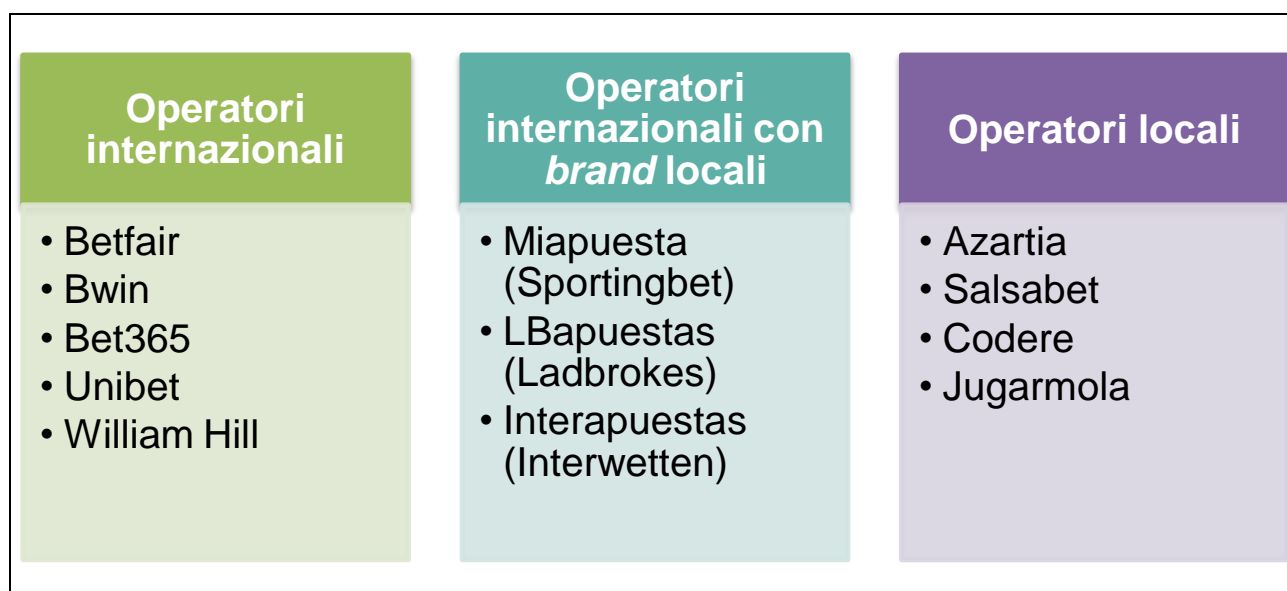 Operatori
internazionali
• Betfair
• Bwin
• Bet365
• Unibet
• William Hill
Operatori
internazionali con
brand locali
• Miapuesta
(Sportingbet)
• LBapuestas
(Ladbrokes)
• Interapuestas
(Interwetten)
Operatori locali
• Azartia
• Salsabet
• Codere
• Jugarmola